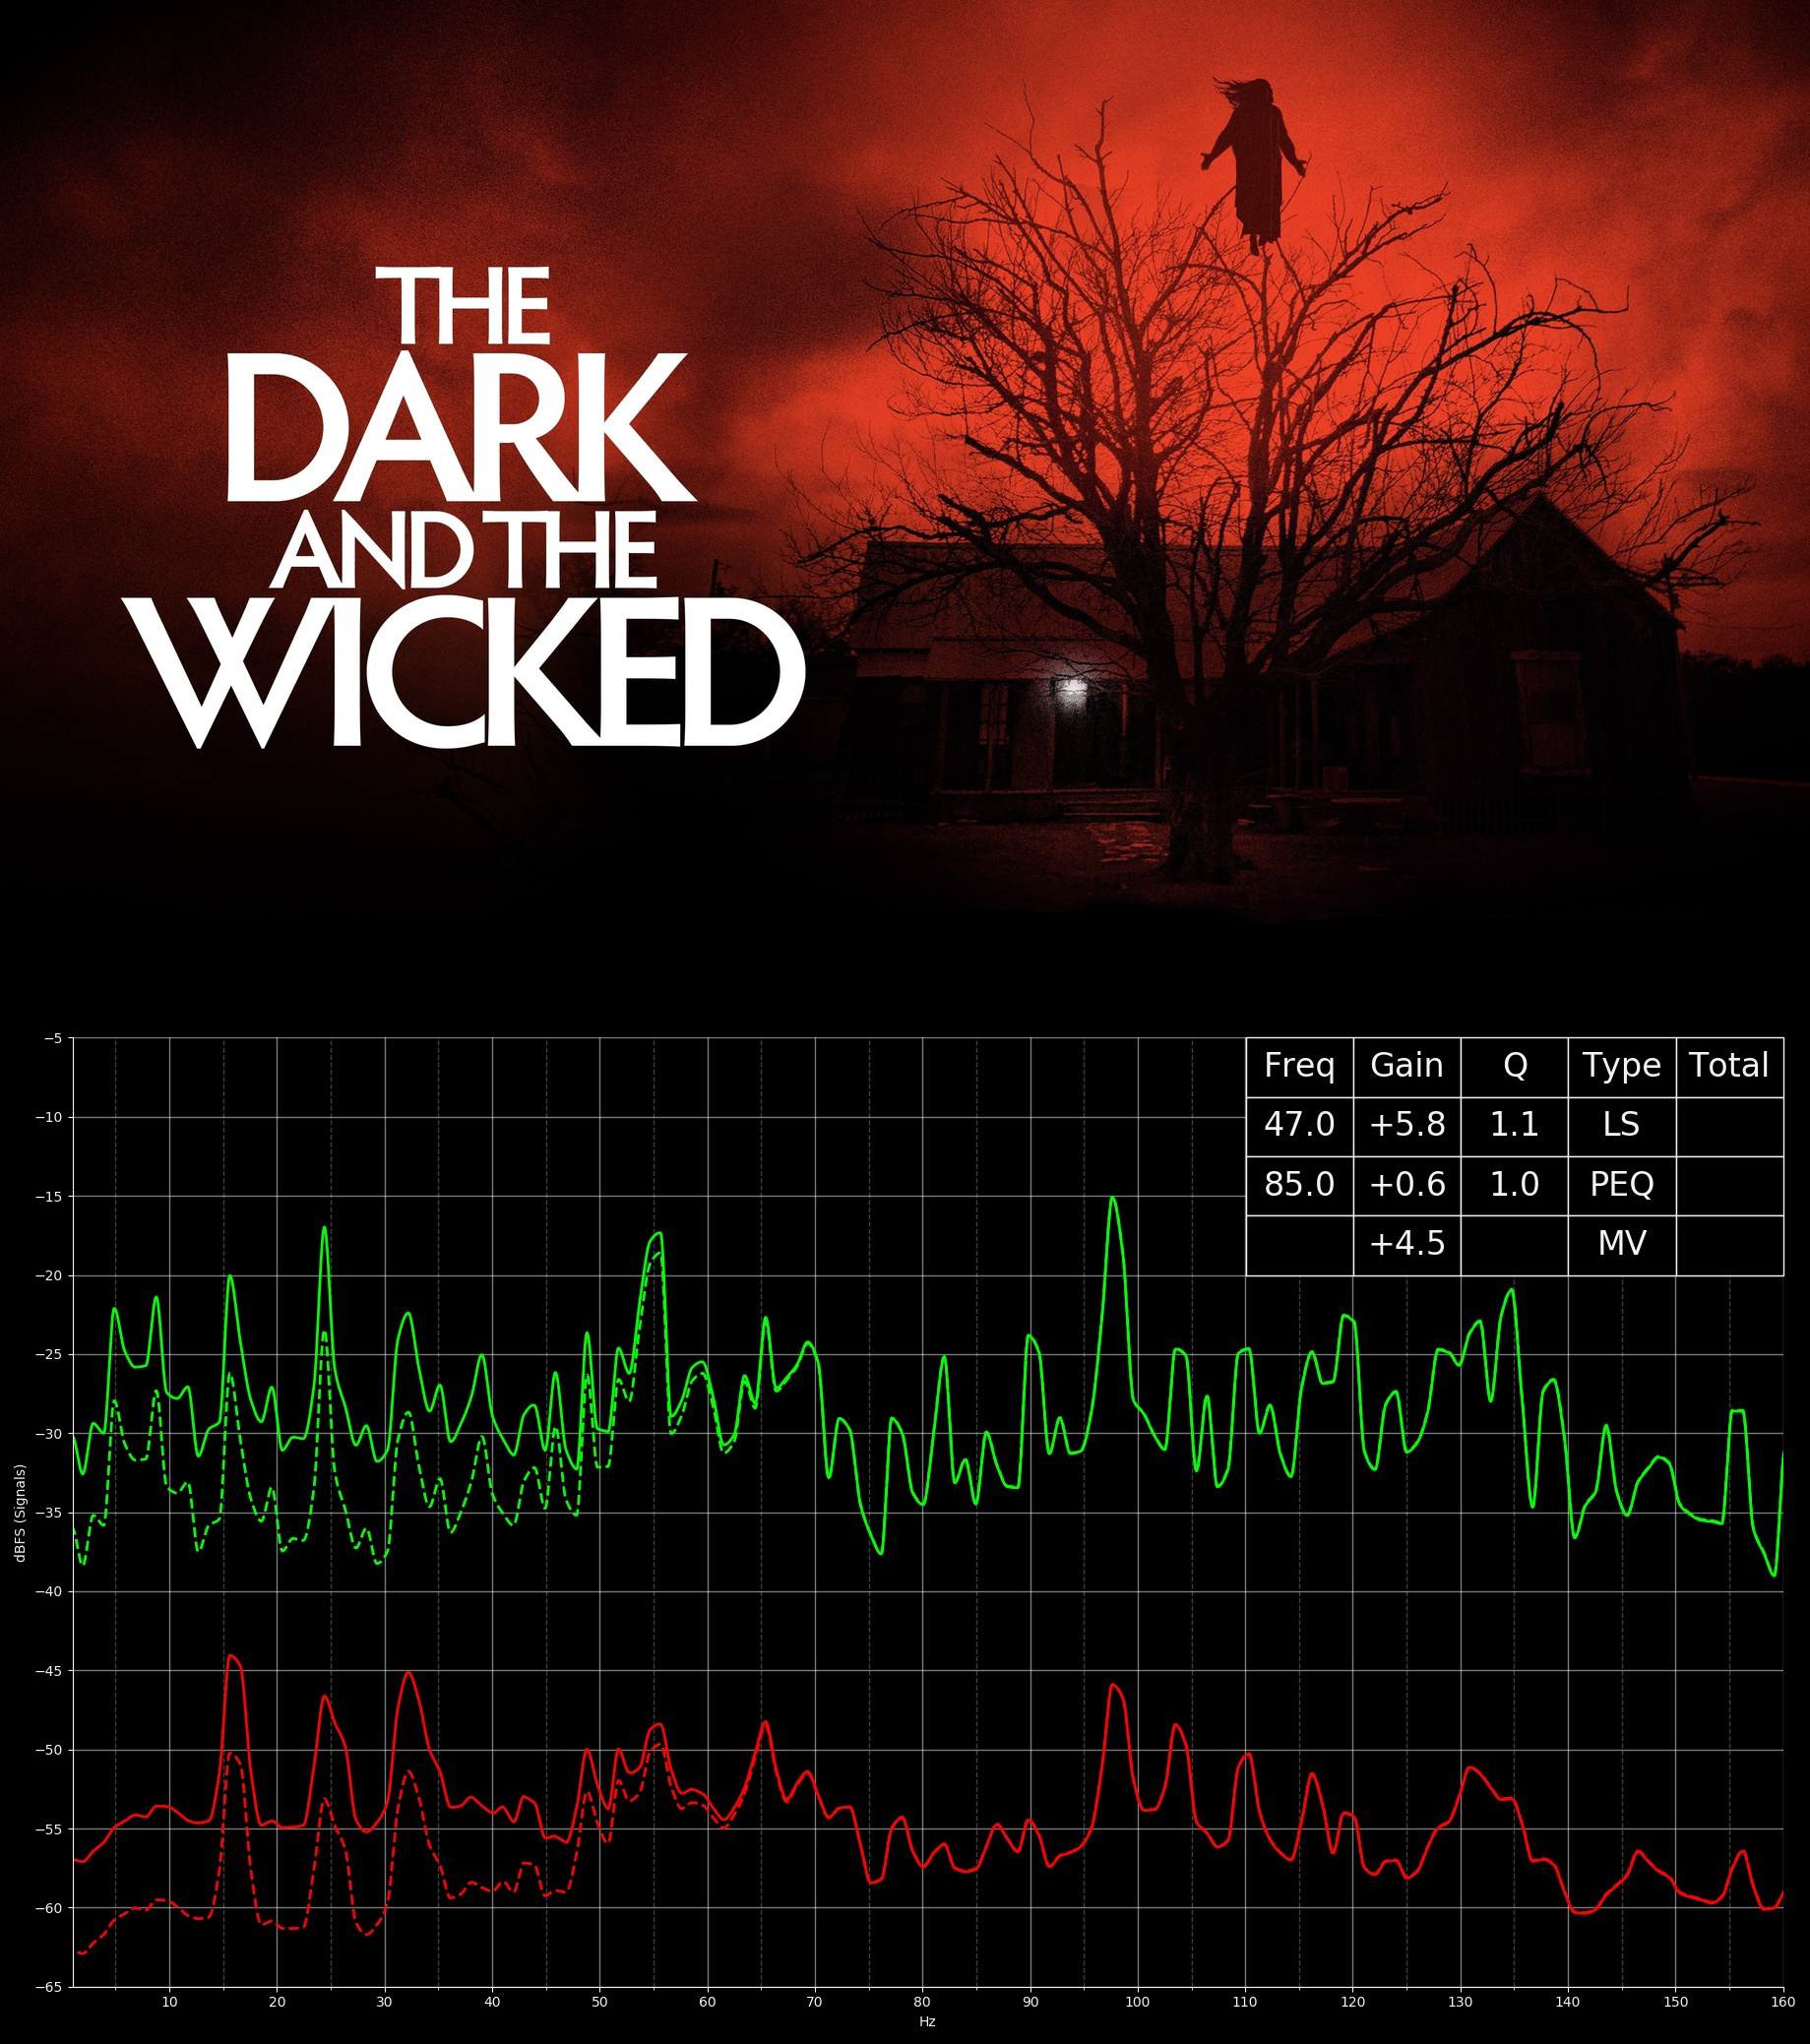 THE
DARK
AND THE
WICKED
Freq Gain Q Type Total
47.0 +5.8 1.1 LS
85.0 +0.6 1.0 PEQ
+4.5 MV
−5
−10
−15
−20
−25
−30
−35
−40
−45
−50
−55
−60
−65
dBFS (Signals)
10 20 30 40 50 60 70 80 90 100 110 120 130 140 150 160
Hz